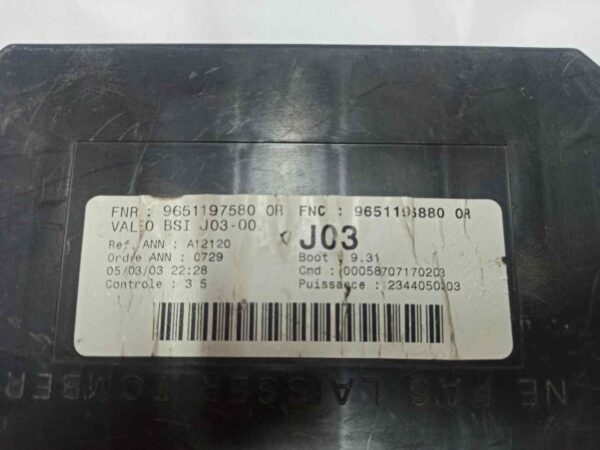 FNR : 9651197580 OR FNC : 9651196880 OR
VALEO BSI J03-00 J03
Ref. ANN : A12120 Boot : 9.31
Ordre ANN : 0729 Cmd : 00058707170203
05/03/03 22:28 Puissance : 2344050203
Controle : 3 5
NE PAS LAISSER TOMBER